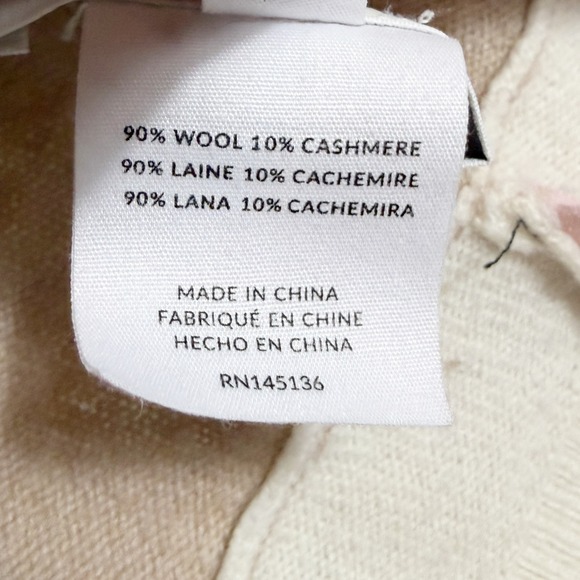 90% WOOL 10% CASHMERE
90% LAINE 10% CACHEMIRE
90% LANA 10% CACHEMIRA
MADE IN CHINA
FABRIQUÉ EN CHINE
HECHO EN CHINA
RN145136